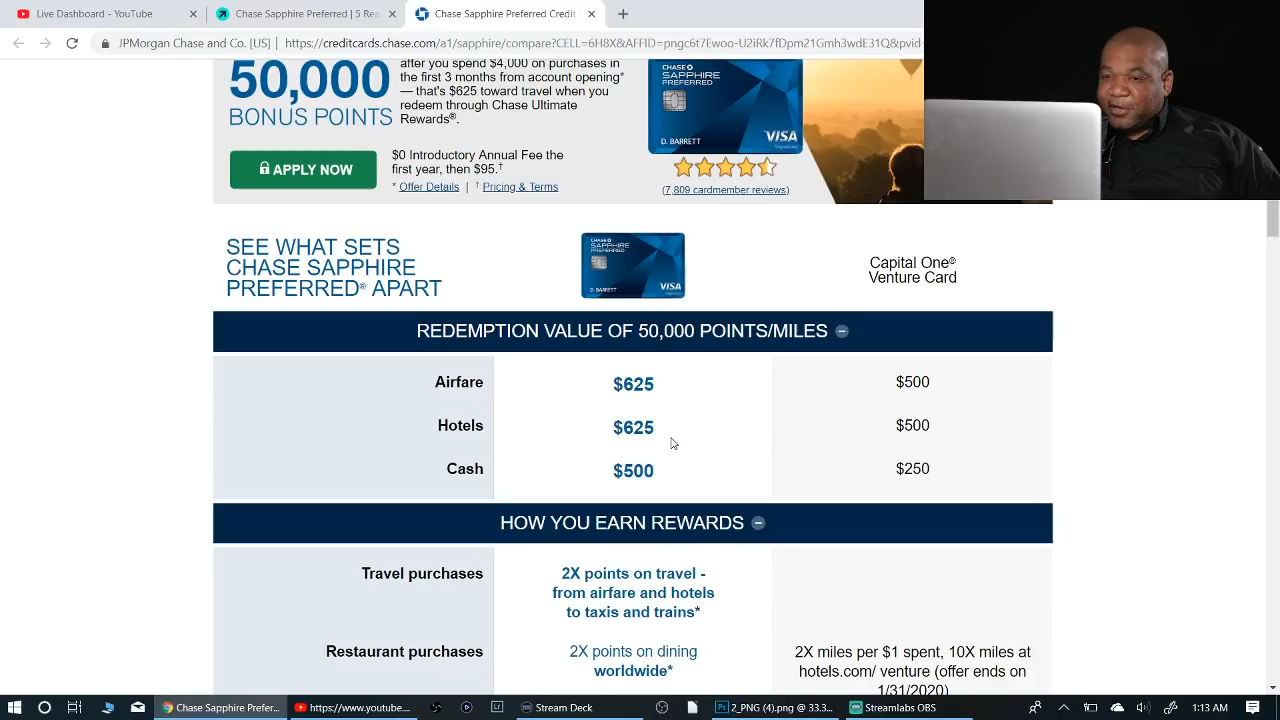 Live Dashboard - YouTube
Chase Sapphire Preferred | 5 Rea
Chase Sapphire Preferred Credit
JPMorgan Chase and Co. [US] | https://creditcards.chase.com/a1/sapphire/compare?CELL=6H8X&AFFID=pngc6t7Ewoo-U2iRk7fDpm21Gmh3wdE31Q&pvid
50,000
BONUS POINTS
after you spend $4,000 on purchases in
the first 3 months from account opening*
— that's $625 toward travel when you
redeem through Chase Ultimate
Rewards®.
APPLY NOW
$0 Introductory Annual Fee the
first year, then $95.†
* Offer Details | † Pricing & Terms
CHASE
SAPPHIRE
PREFERRED
D. BARRETT
VISA
Signature
(7,809 cardmember reviews)
SEE WHAT SETS
CHASE SAPPHIRE
PREFERRED® APART
CHASE
SAPPHIRE
PREFERRED
D. BARRETT
VISA
Capital One®
Venture Card
REDEMPTION VALUE OF 50,000 POINTS/MILES
Airfare
$625
$500
Hotels
$625
$500
Cash
$500
$250
HOW YOU EARN REWARDS
Travel purchases
2X points on travel -
from airfare and hotels
to taxis and trains*
Restaurant purchases
2X points on dining
worldwide*
2X miles per $1 spent, 10X miles at
hotels.com/ venture (offer ends on
1/31/2020)
Chase Sapphire Prefer...
https://www.youtube...
Stream Deck
2_PNG (4).png @ 33.3...
Streamlabs OBS
1:13 AM